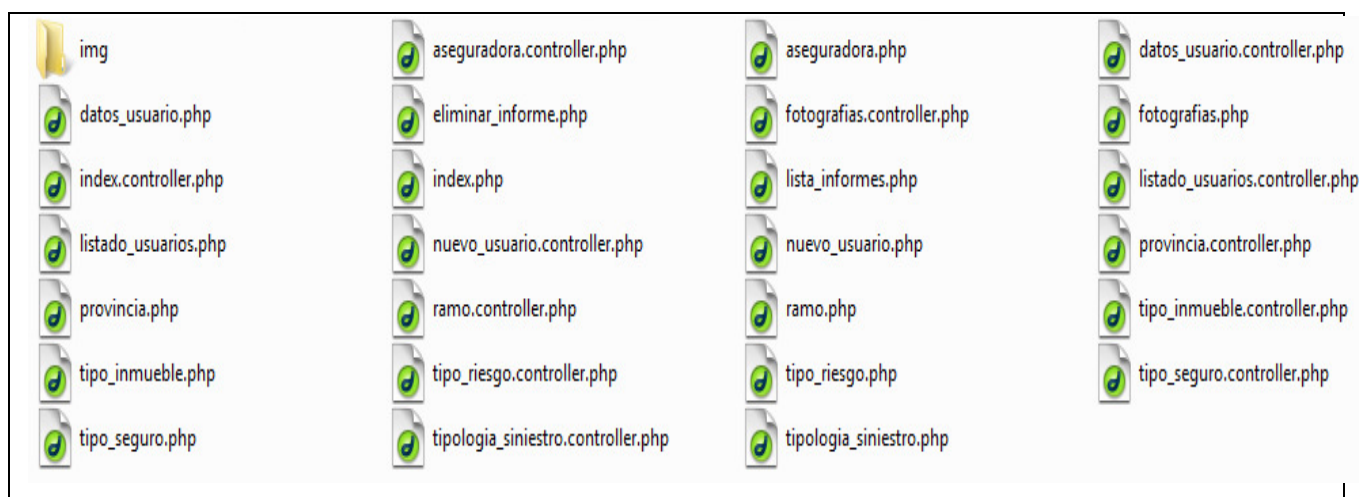 img aseguradora.controller.php aseguradora.php datos_usuario.controller.php
datos_usuario.php eliminar_informe.php fotografias.controller.php fotografias.php
index.controller.php index.php lista_informes.php listado_usuarios.controller.php
listado_usuarios.php nuevo_usuario.controller.php nuevo_usuario.php provincia.controller.php
provincia.php ramo.controller.php ramo.php tipo_inmueble.controller.php
tipo_inmueble.php tipo_riesgo.controller.php tipo_riesgo.php tipo_seguro.controller.php
tipo_seguro.php tipologia_siniestro.controller.php tipologia_siniestro.php